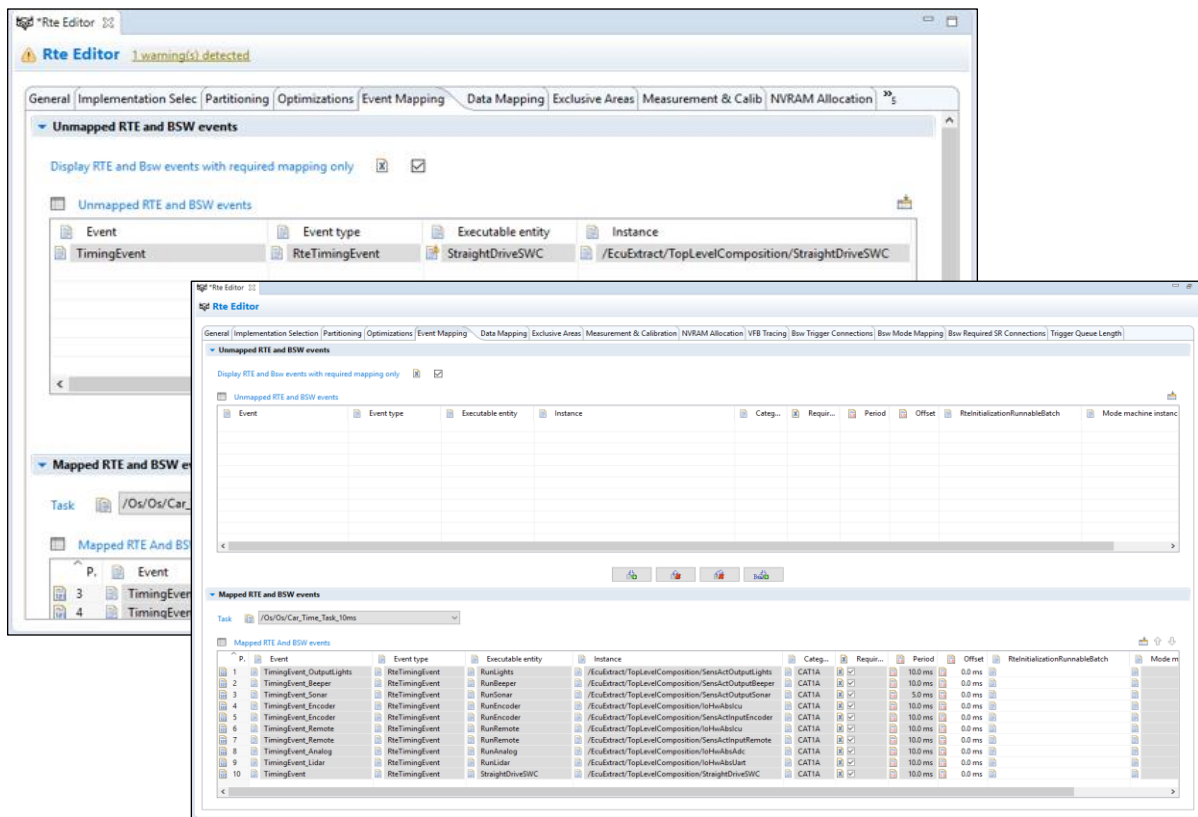 *Rte Editor
Rte Editor 1 warning(s) detected
General Implementation Selec Partitioning Optimizations Event Mapping Data Mapping Exclusive Areas Measurement & Calib NVRAM Allocation »5
Unmapped RTE and BSW events
Display RTE and Bsw events with required mapping only
Unmapped RTE and BSW events
Event Event type Executable entity Instance
TimingEvent RteTimingEvent StraightDriveSWC /EcuExtract/TopLevelComposition/StraightDriveSWC
Mapped RTE and BSW ev
Task /Os/Os/Car_
Mapped RTE And BS
P. Event
3 TimingEven
4 TimingEven
*Rte Editor
Rte Editor
General Implementation Selection Partitioning Optimizations Event Mapping Data Mapping Exclusive Areas Measurement & Calibration NVRAM Allocation VFB Tracing Bsw Trigger Connections Bsw Mode Mapping Bsw Required SR Connections Trigger Queue Length
Unmapped RTE and BSW events
Display RTE and Bsw events with required mapping only
Unmapped RTE and BSW events
Event Event type Executable entity Instance Categ... Requir... Period Offset RteInitializationRunnableBatch Mode machine instanc
Mapped RTE and BSW events
Task /Os/Os/Car_Time_Task_10ms
Mapped RTE And BSW events
P. Event Event type Executable entity Instance Categ... Requir... Period Offset RteInitializationRunnableBatch Mode m
1 TimingEvent_OutputLights RteTimingEvent RunLights /EcuExtract/TopLevelComposition/SensActOutputLights CAT1A 10.0 ms 0.0 ms
2 TimingEvent_Beeper RteTimingEvent RunBeeper /EcuExtract/TopLevelComposition/SensActOutputBeeper CAT1A 10.0 ms 0.0 ms
3 TimingEvent_Sonar RteTimingEvent RunSonar /EcuExtract/TopLevelComposition/SensActOutputSonar CAT1A 5.0 ms 0.0 ms
4 TimingEvent_Encoder RteTimingEvent RunEncoder /EcuExtract/TopLevelComposition/IoHwAbsIcu CAT1A 10.0 ms 0.0 ms
5 TimingEvent_Encoder RteTimingEvent RunEncoder /EcuExtract/TopLevelComposition/SensActInputEncoder CAT1A 10.0 ms 0.0 ms
6 TimingEvent_Remote RteTimingEvent RunRemote /EcuExtract/TopLevelComposition/IoHwAbsIcu CAT1A 10.0 ms 0.0 ms
7 TimingEvent_Remote RteTimingEvent RunRemote /EcuExtract/TopLevelComposition/SensActInputRemote CAT1A 10.0 ms 0.0 ms
8 TimingEvent_Analog RteTimingEvent RunAnalog /EcuExtract/TopLevelComposition/IoHwAbsAdc CAT1A 10.0 ms 0.0 ms
9 TimingEvent_Lidar RteTimingEvent RunLidar /EcuExtract/TopLevelComposition/IoHwAbsUart CAT1A 10.0 ms 0.0 ms
10 TimingEvent RteTimingEvent StraightDriveSWC /EcuExtract/TopLevelComposition/StraightDriveSWC CAT1A 10.0 ms 0.0 ms